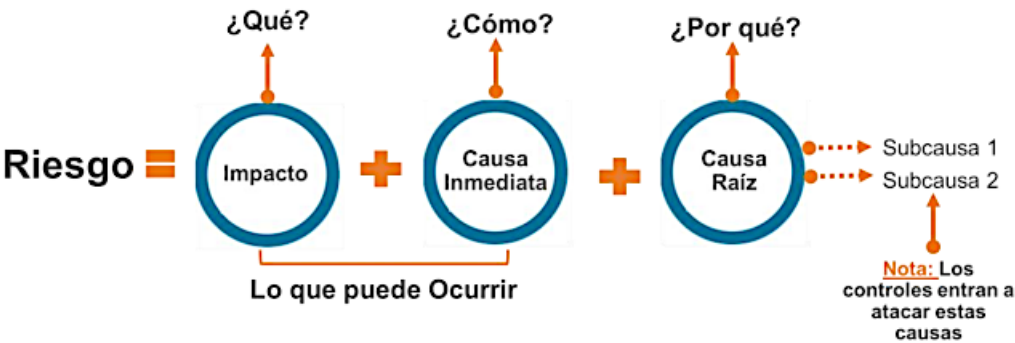 ¿Qué?
¿Cómo?
¿Por qué?
Riesgo =
Impacto
+
Causa
Inmediata
+
Causa
Raíz
Subcausa 1
Subcausa 2
Lo que puede Ocurrir
Nota: Los
controles entran a
atacar estas
causas